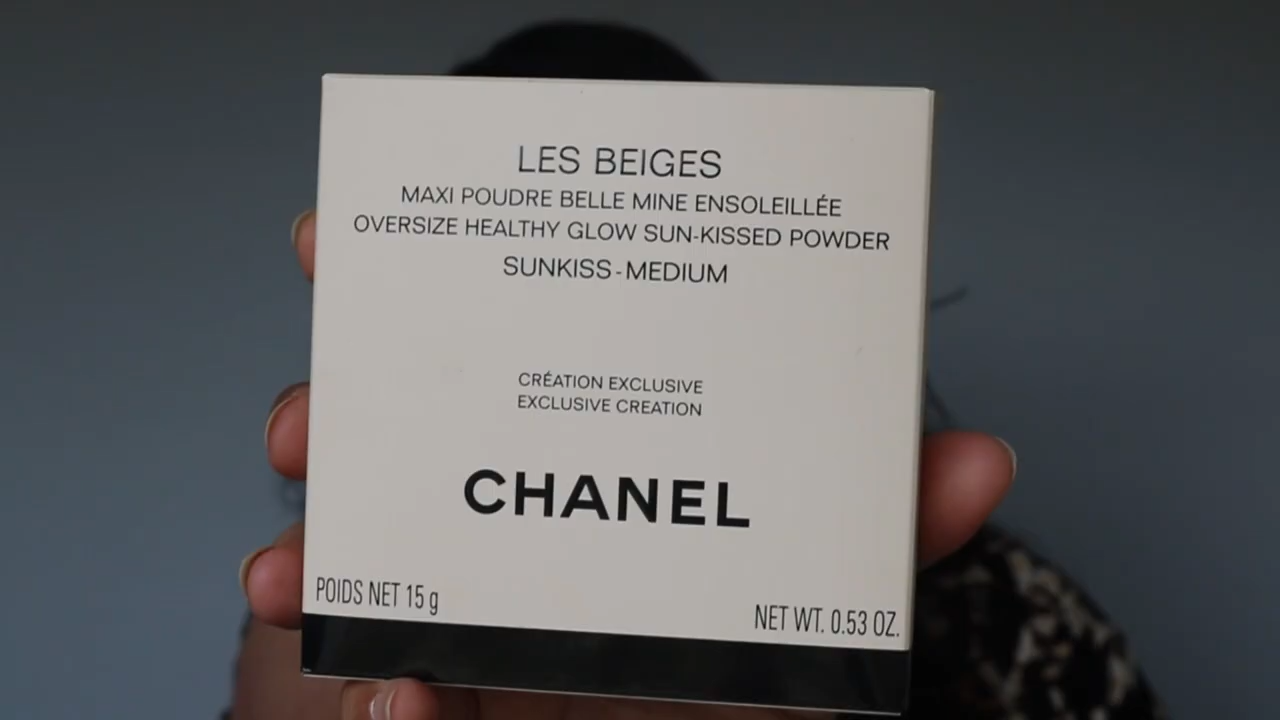 LES BEIGES
MAXI POUDRE BELLE MINE ENSOLEILLÉE
OVERSIZE HEALTHY GLOW SUN-KISSED POWDER
SUNKISS-MEDIUM
CRÉATION EXCLUSIVE
EXCLUSIVE CREATION
CHANEL
POIDS NET 15 g
NET WT. 0.53 OZ.